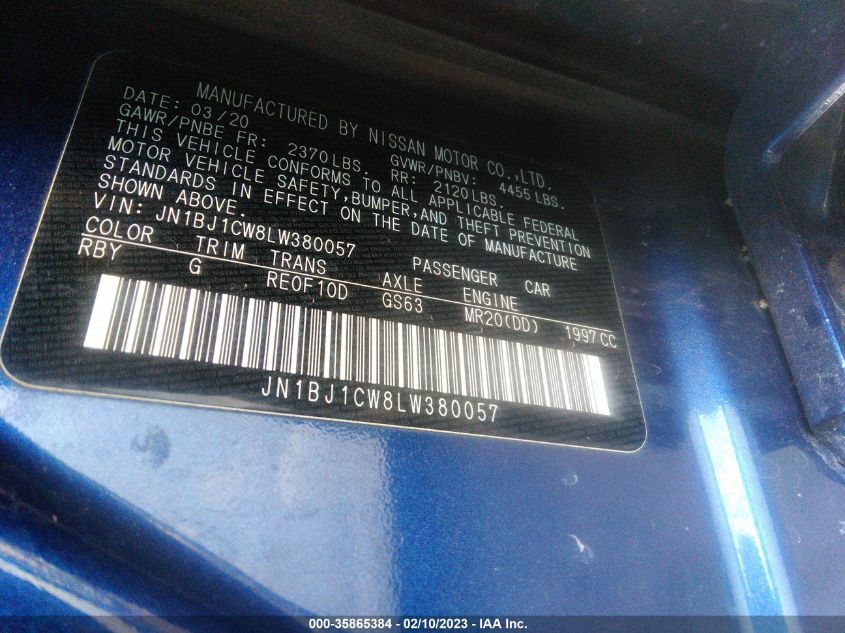 MANUFACTURED BY NISSAN MOTOR CO.,LTD.
DATE: 03/20 GVWR/PNBV: 4455LBS.
GAWR/PNBE FR: 2370LBS. RR: 2120LBS.
THIS VEHICLE CONFORMS TO ALL APPLICABLE FEDERAL
MOTOR VEHICLE SAFETY,BUMPER,AND THEFT PREVENTION
STANDARDS IN EFFECT ON THE DATE OF MANUFACTURE
SHOWN ABOVE.
VIN: JN1BJ1CW8LW380057 PASSENGER CAR
COLOR TRIM TRANS AXLE ENGINE
RBY G RE0F10D GS63 MR20(DD) 1997CC
JN1BJ1CW8LW380057
000-35865384 - 02/10/2023 - IAA Inc.